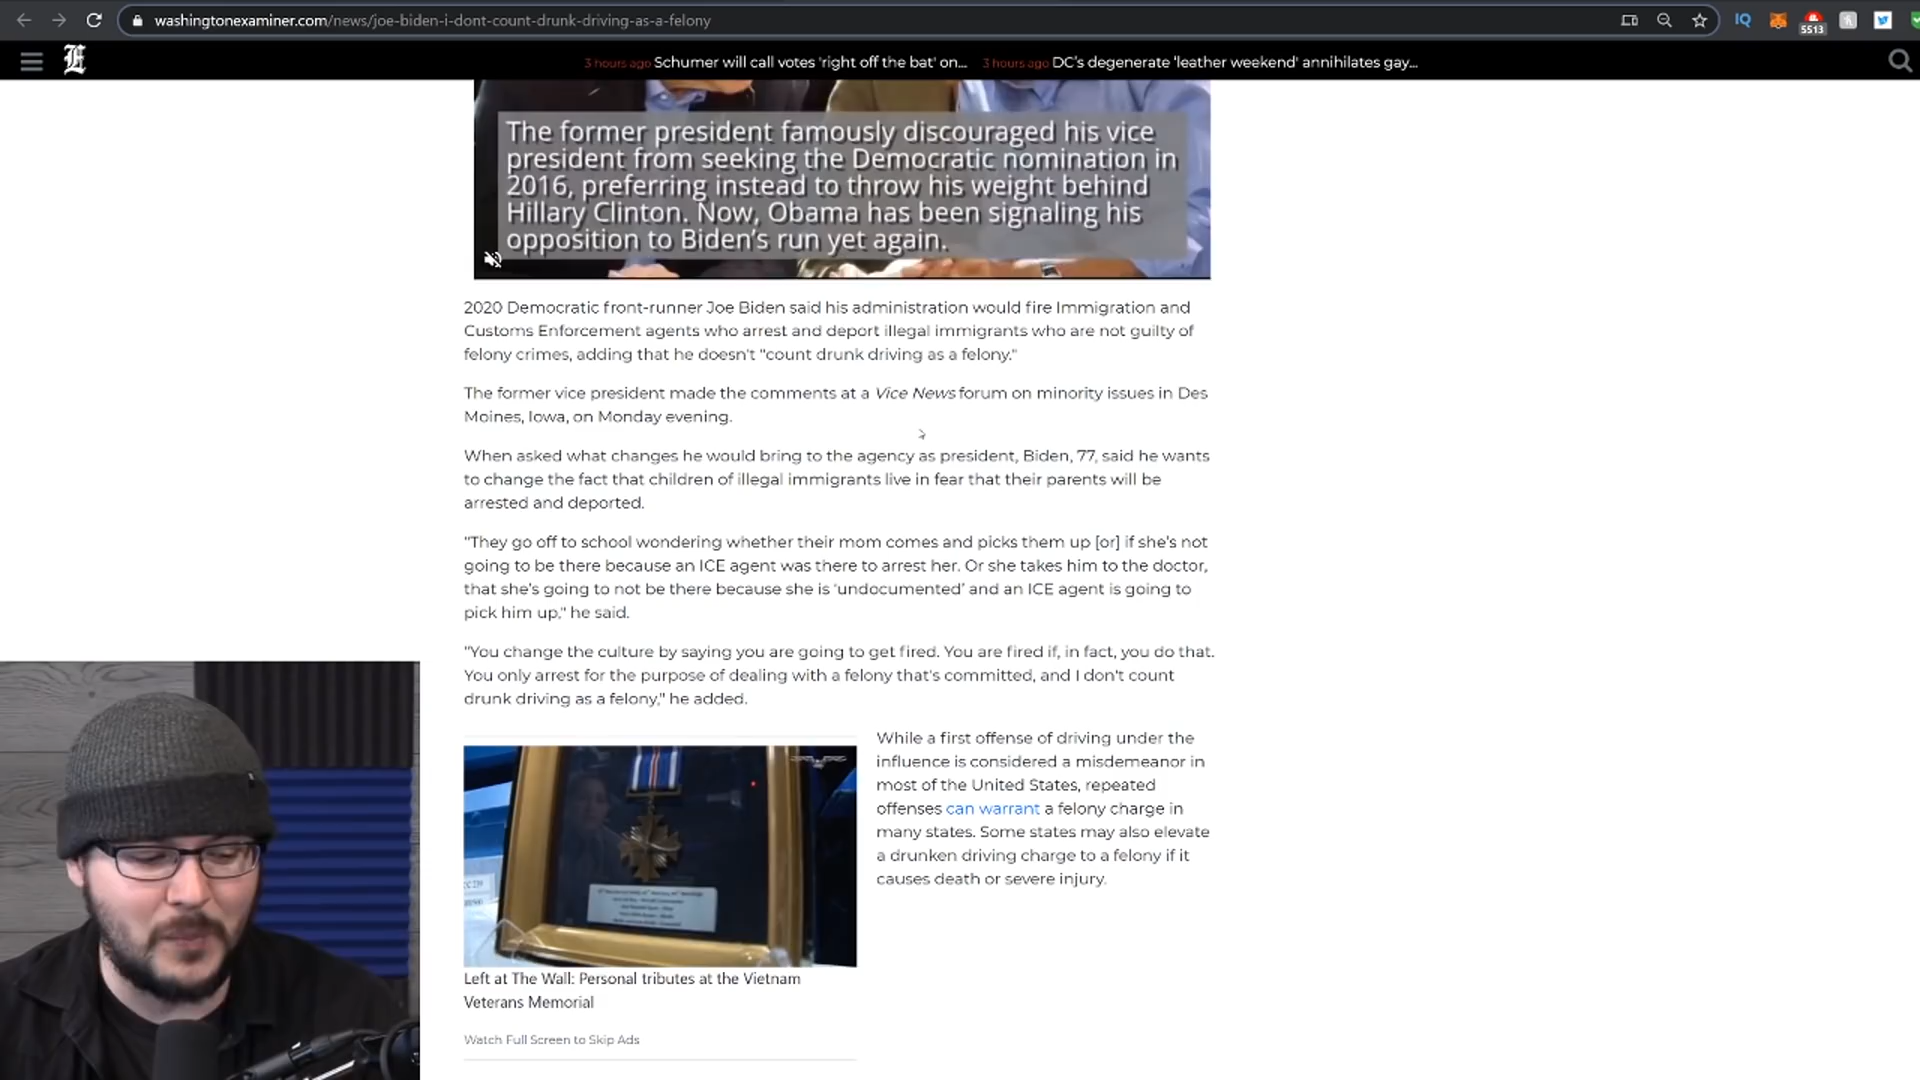 washingtonexaminer.com/news/joe-biden-i-dont-count-drunk-driving-as-a-felony
IQ
5513
3 hours ago Schumer will call votes 'right off the bat' on...
3 hours ago DC's degenerate 'leather weekend' annihilates gay...
The former president famously discouraged his vice
president from seeking the Democratic nomination in
2016, preferring instead to throw his weight behind
Hillary Clinton. Now, Obama has been signaling his
opposition to Biden's run yet again.
2020 Democratic front-runner Joe Biden said his administration would fire Immigration and
Customs Enforcement agents who arrest and deport illegal immigrants who are not guilty of
felony crimes, adding that he doesn't "count drunk driving as a felony."
The former vice president made the comments at a Vice News forum on minority issues in Des
Moines, Iowa, on Monday evening.
When asked what changes he would bring to the agency as president, Biden, 77, said he wants
to change the fact that children of illegal immigrants live in fear that their parents will be
arrested and deported.
"They go off to school wondering whether their mom comes and picks them up [or] if she's not
going to be there because an ICE agent was there to arrest her. Or she takes him to the doctor,
that she's going to not be there because she is 'undocumented' and an ICE agent is going to
pick him up," he said.
"You change the culture by saying you are going to get fired. You are fired if, in fact, you do that.
You only arrest for the purpose of dealing with a felony that's committed, and I don't count
drunk driving as a felony," he added.
While a first offense of driving under the
influence is considered a misdemeanor in
most of the United States, repeated
offenses can warrant a felony charge in
many states. Some states may also elevate
a drunken driving charge to a felony if it
causes death or severe injury.
Left at The Wall: Personal tributes at the Vietnam
Veterans Memorial
Watch Full Screen to Skip Ads